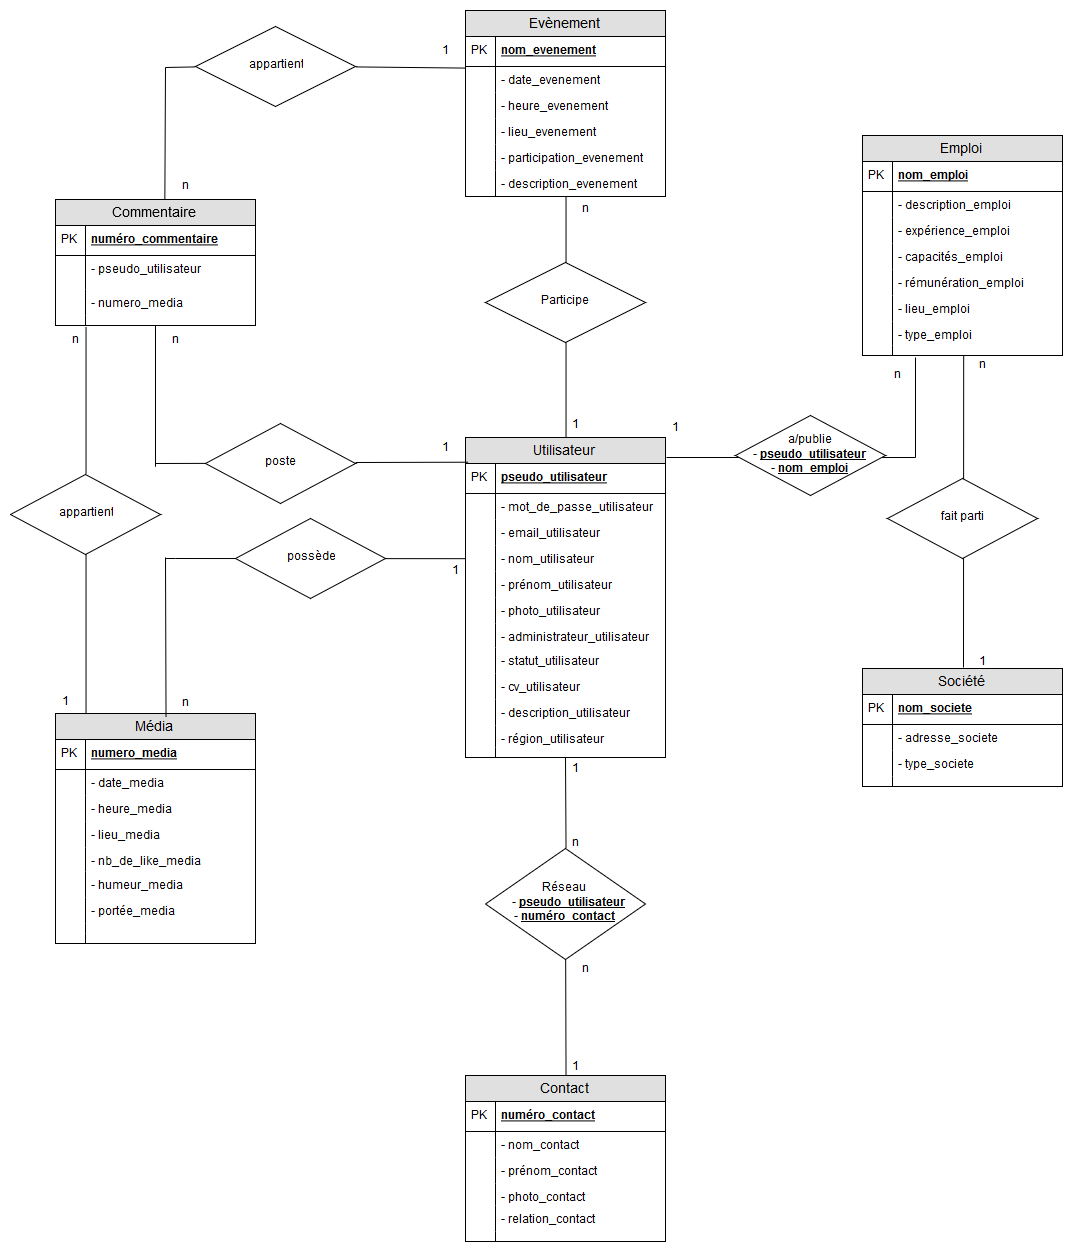 Evènement
PK nom_evenement
- date_evenement
- heure_evenement
- lieu_evenement
- participation_evenement
- description_evenement
appartient
1
n
Commentaire
PK numéro_commentaire
- pseudo_utilisateur
- numero_media
n
n
n
Participe
1
Emploi
PK nom_emploi
- description_emploi
- expérience_emploi
- capacités_emploi
- rémunération_emploi
- lieu_emploi
- type_emploi
n
n
1
a/publie
- pseudo_utilisateur
- nom_emploi
poste
1
Utilisateur
PK pseudo_utilisateur
- mot_de_passe_utilisateur
- email_utilisateur
- nom_utilisateur
- prénom_utilisateur
- photo_utilisateur
- administrateur_utilisateur
- statut_utilisateur
- cv_utilisateur
- description_utilisateur
- région_utilisateur
appartient
possède
1
fait parti
1
Société
PK nom_societe
- adresse_societe
- type_societe
1
n
Média
PK numero_media
- date_media
- heure_media
- lieu_media
- nb_de_like_media
- humeur_media
- portée_media
1
n
Réseau
- pseudo_utilisateur
- numéro_contact
n
1
Contact
PK numéro_contact
- nom_contact
- prénom_contact
- photo_contact
- relation_contact